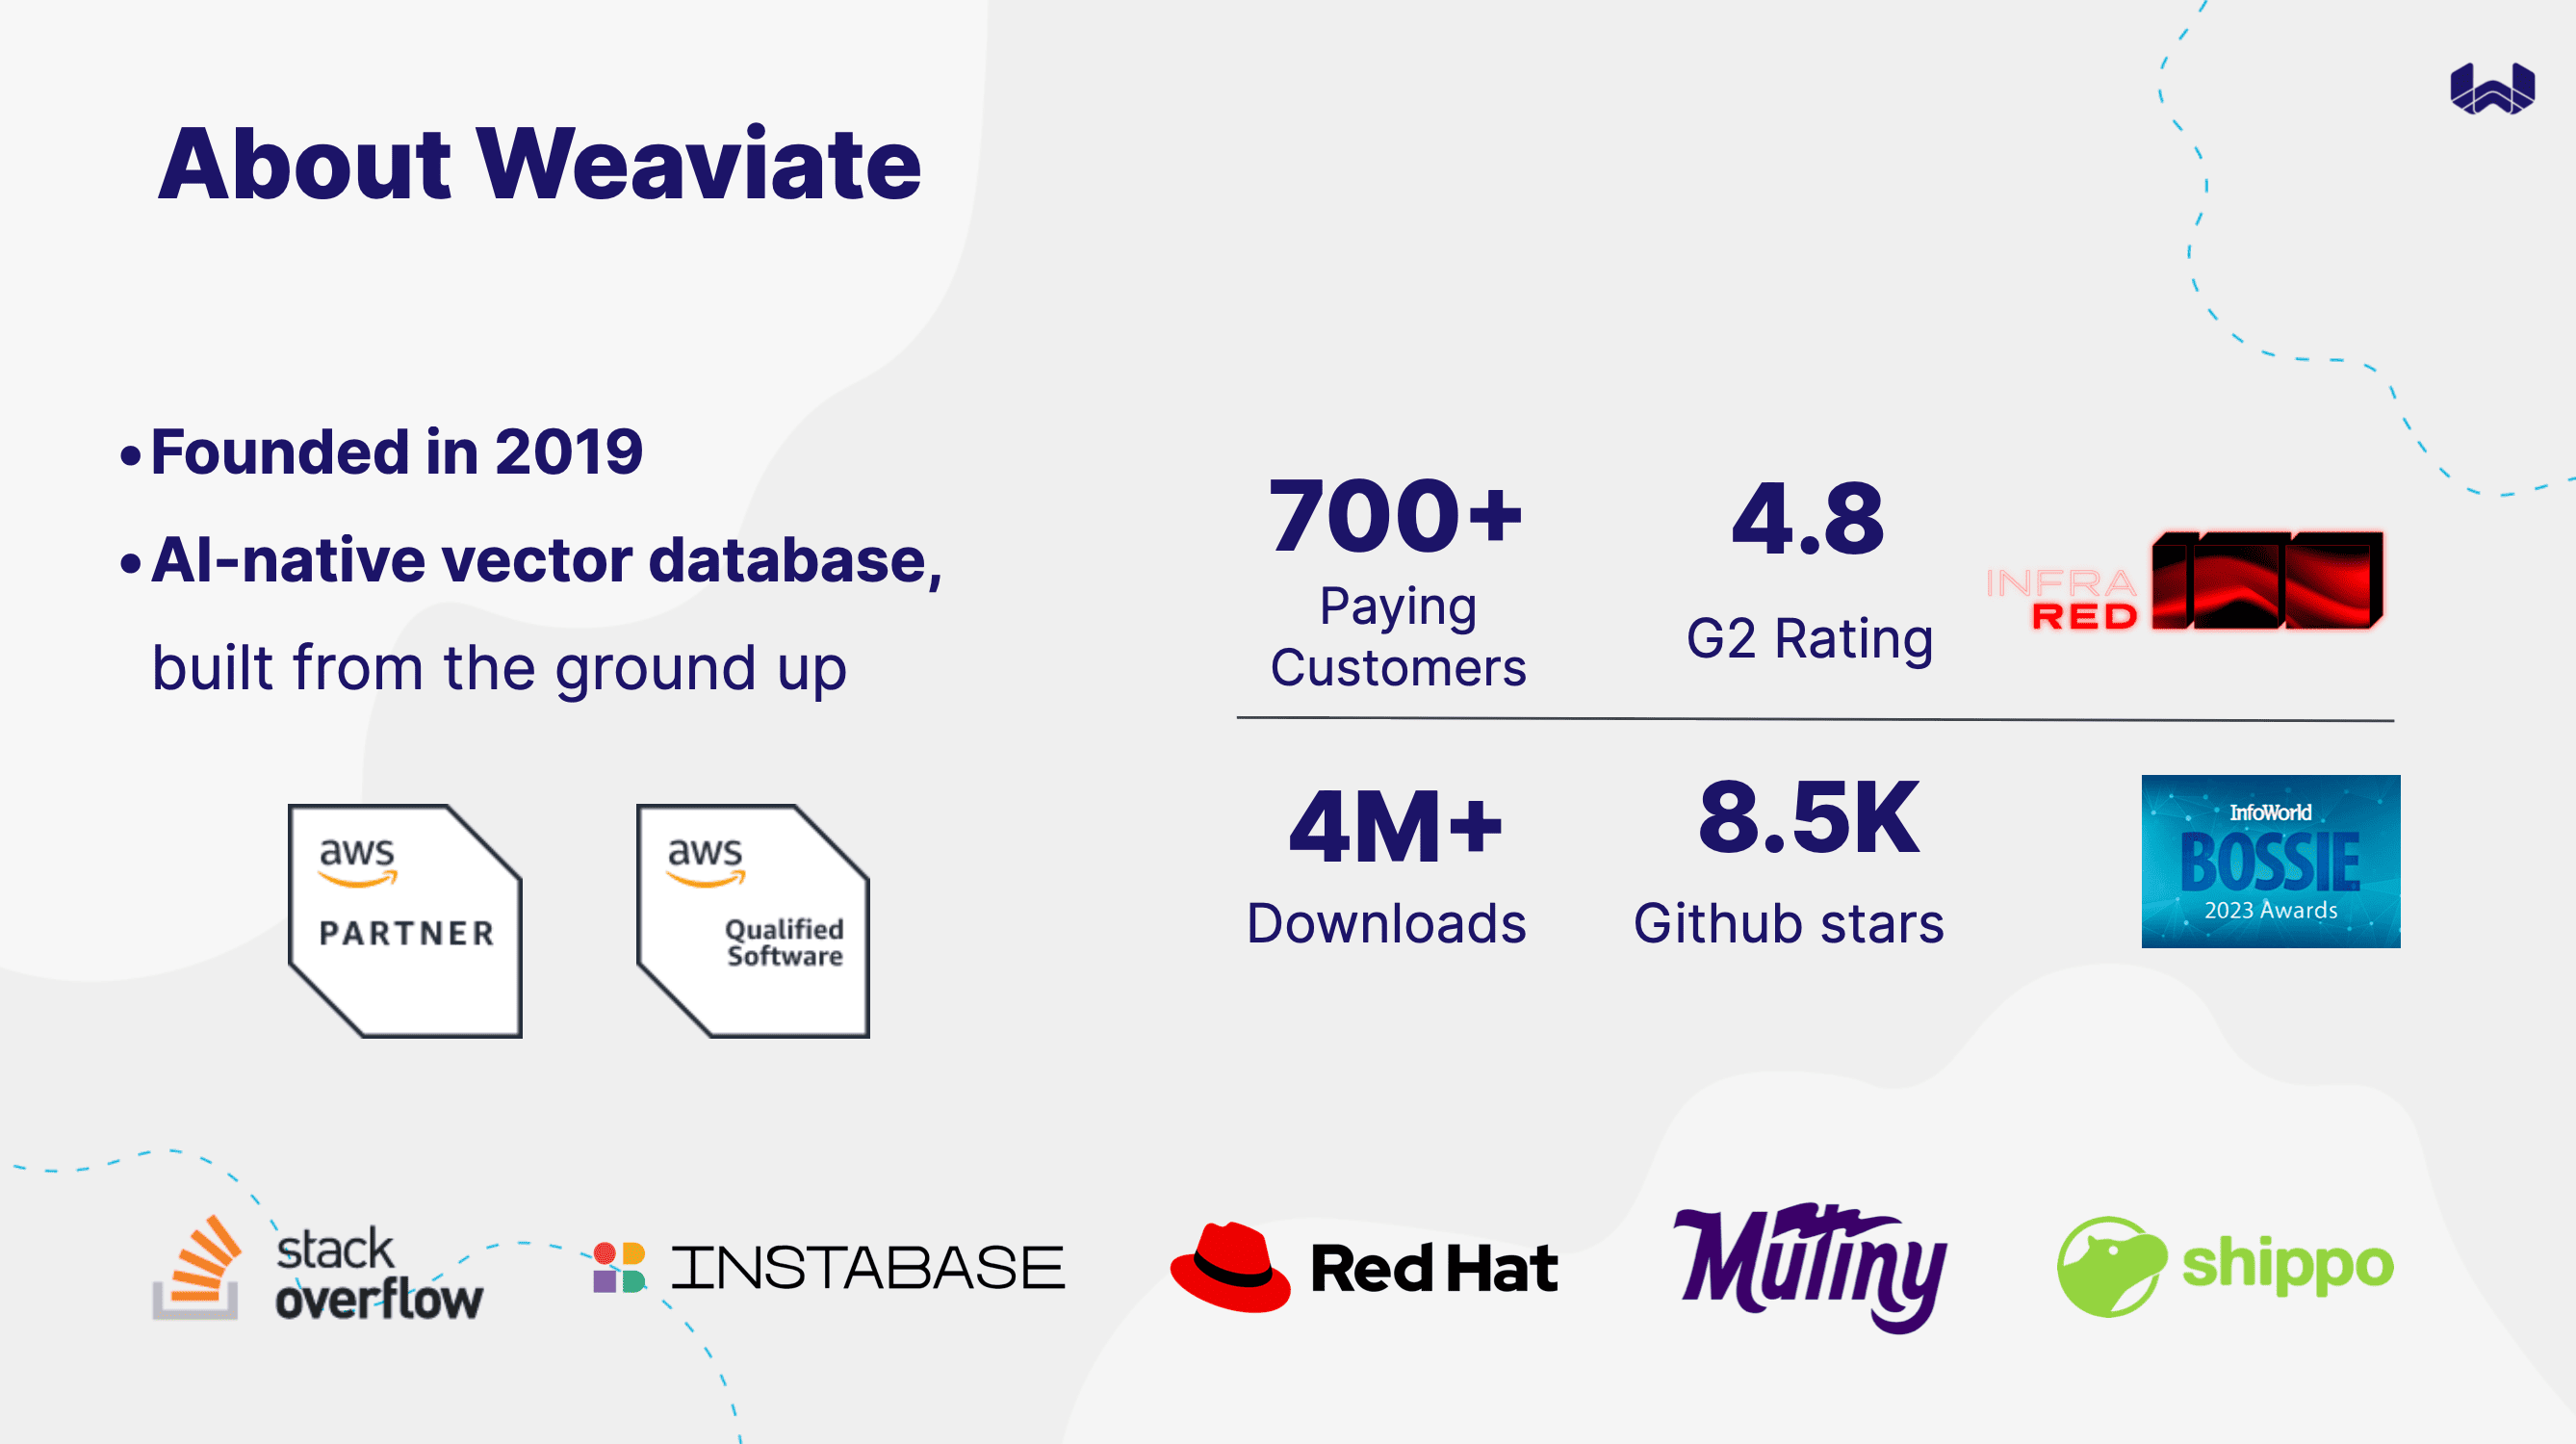 About Weaviate
• Founded in 2019
• AI-native vector database,
built from the ground up
aws
PARTNER
aws
Qualified
Software
700+
Paying
Customers
4.8
G2 Rating
INFRA
RED
4M+
Downloads
8.5K
Github stars
InfoWorld
BOSSIE
2023 Awards
stack
overflow
INSTABASE
Red Hat
Mutiny
shippo